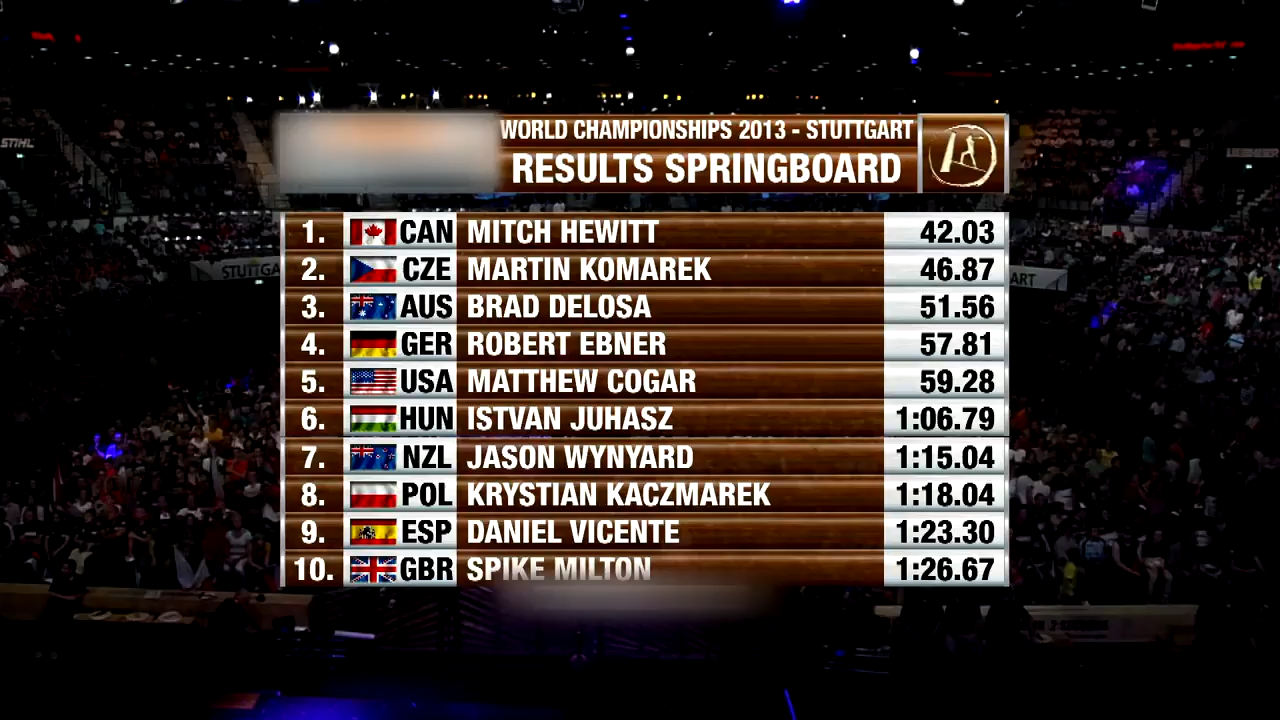 WORLD CHAMPIONSHIPS 2013 - STUTTGART
RESULTS SPRINGBOARD
STIHL
STUTTGA
ART
1. CAN MITCH HEWITT 42.03
2. CZE MARTIN KOMAREK 46.87
3. AUS BRAD DELOSA 51.56
4. GER ROBERT EBNER 57.81
5. USA MATTHEW COGAR 59.28
6. HUN ISTVAN JUHASZ 1:06.79
7. NZL JASON WYNYARD 1:15.04
8. POL KRYSTIAN KACZMAREK 1:18.04
9. ESP DANIEL VICENTE 1:23.30
10. GBR SPIKE MILTON 1:26.67